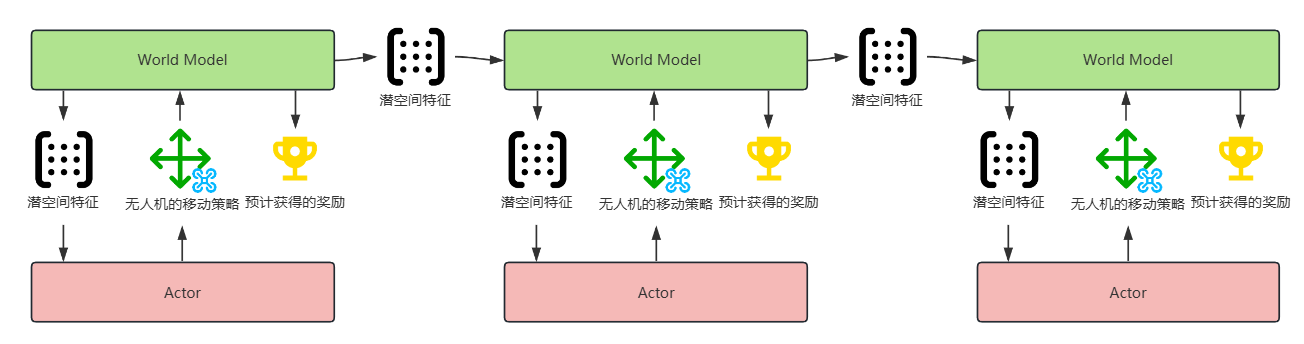 World Model
潜空间特征
World Model
潜空间特征
World Model
潜空间特征
无人机的移动策略
预计获得的奖励
潜空间特征
无人机的移动策略
预计获得的奖励
潜空间特征
无人机的移动策略
预计获得的奖励
Actor
Actor
Actor